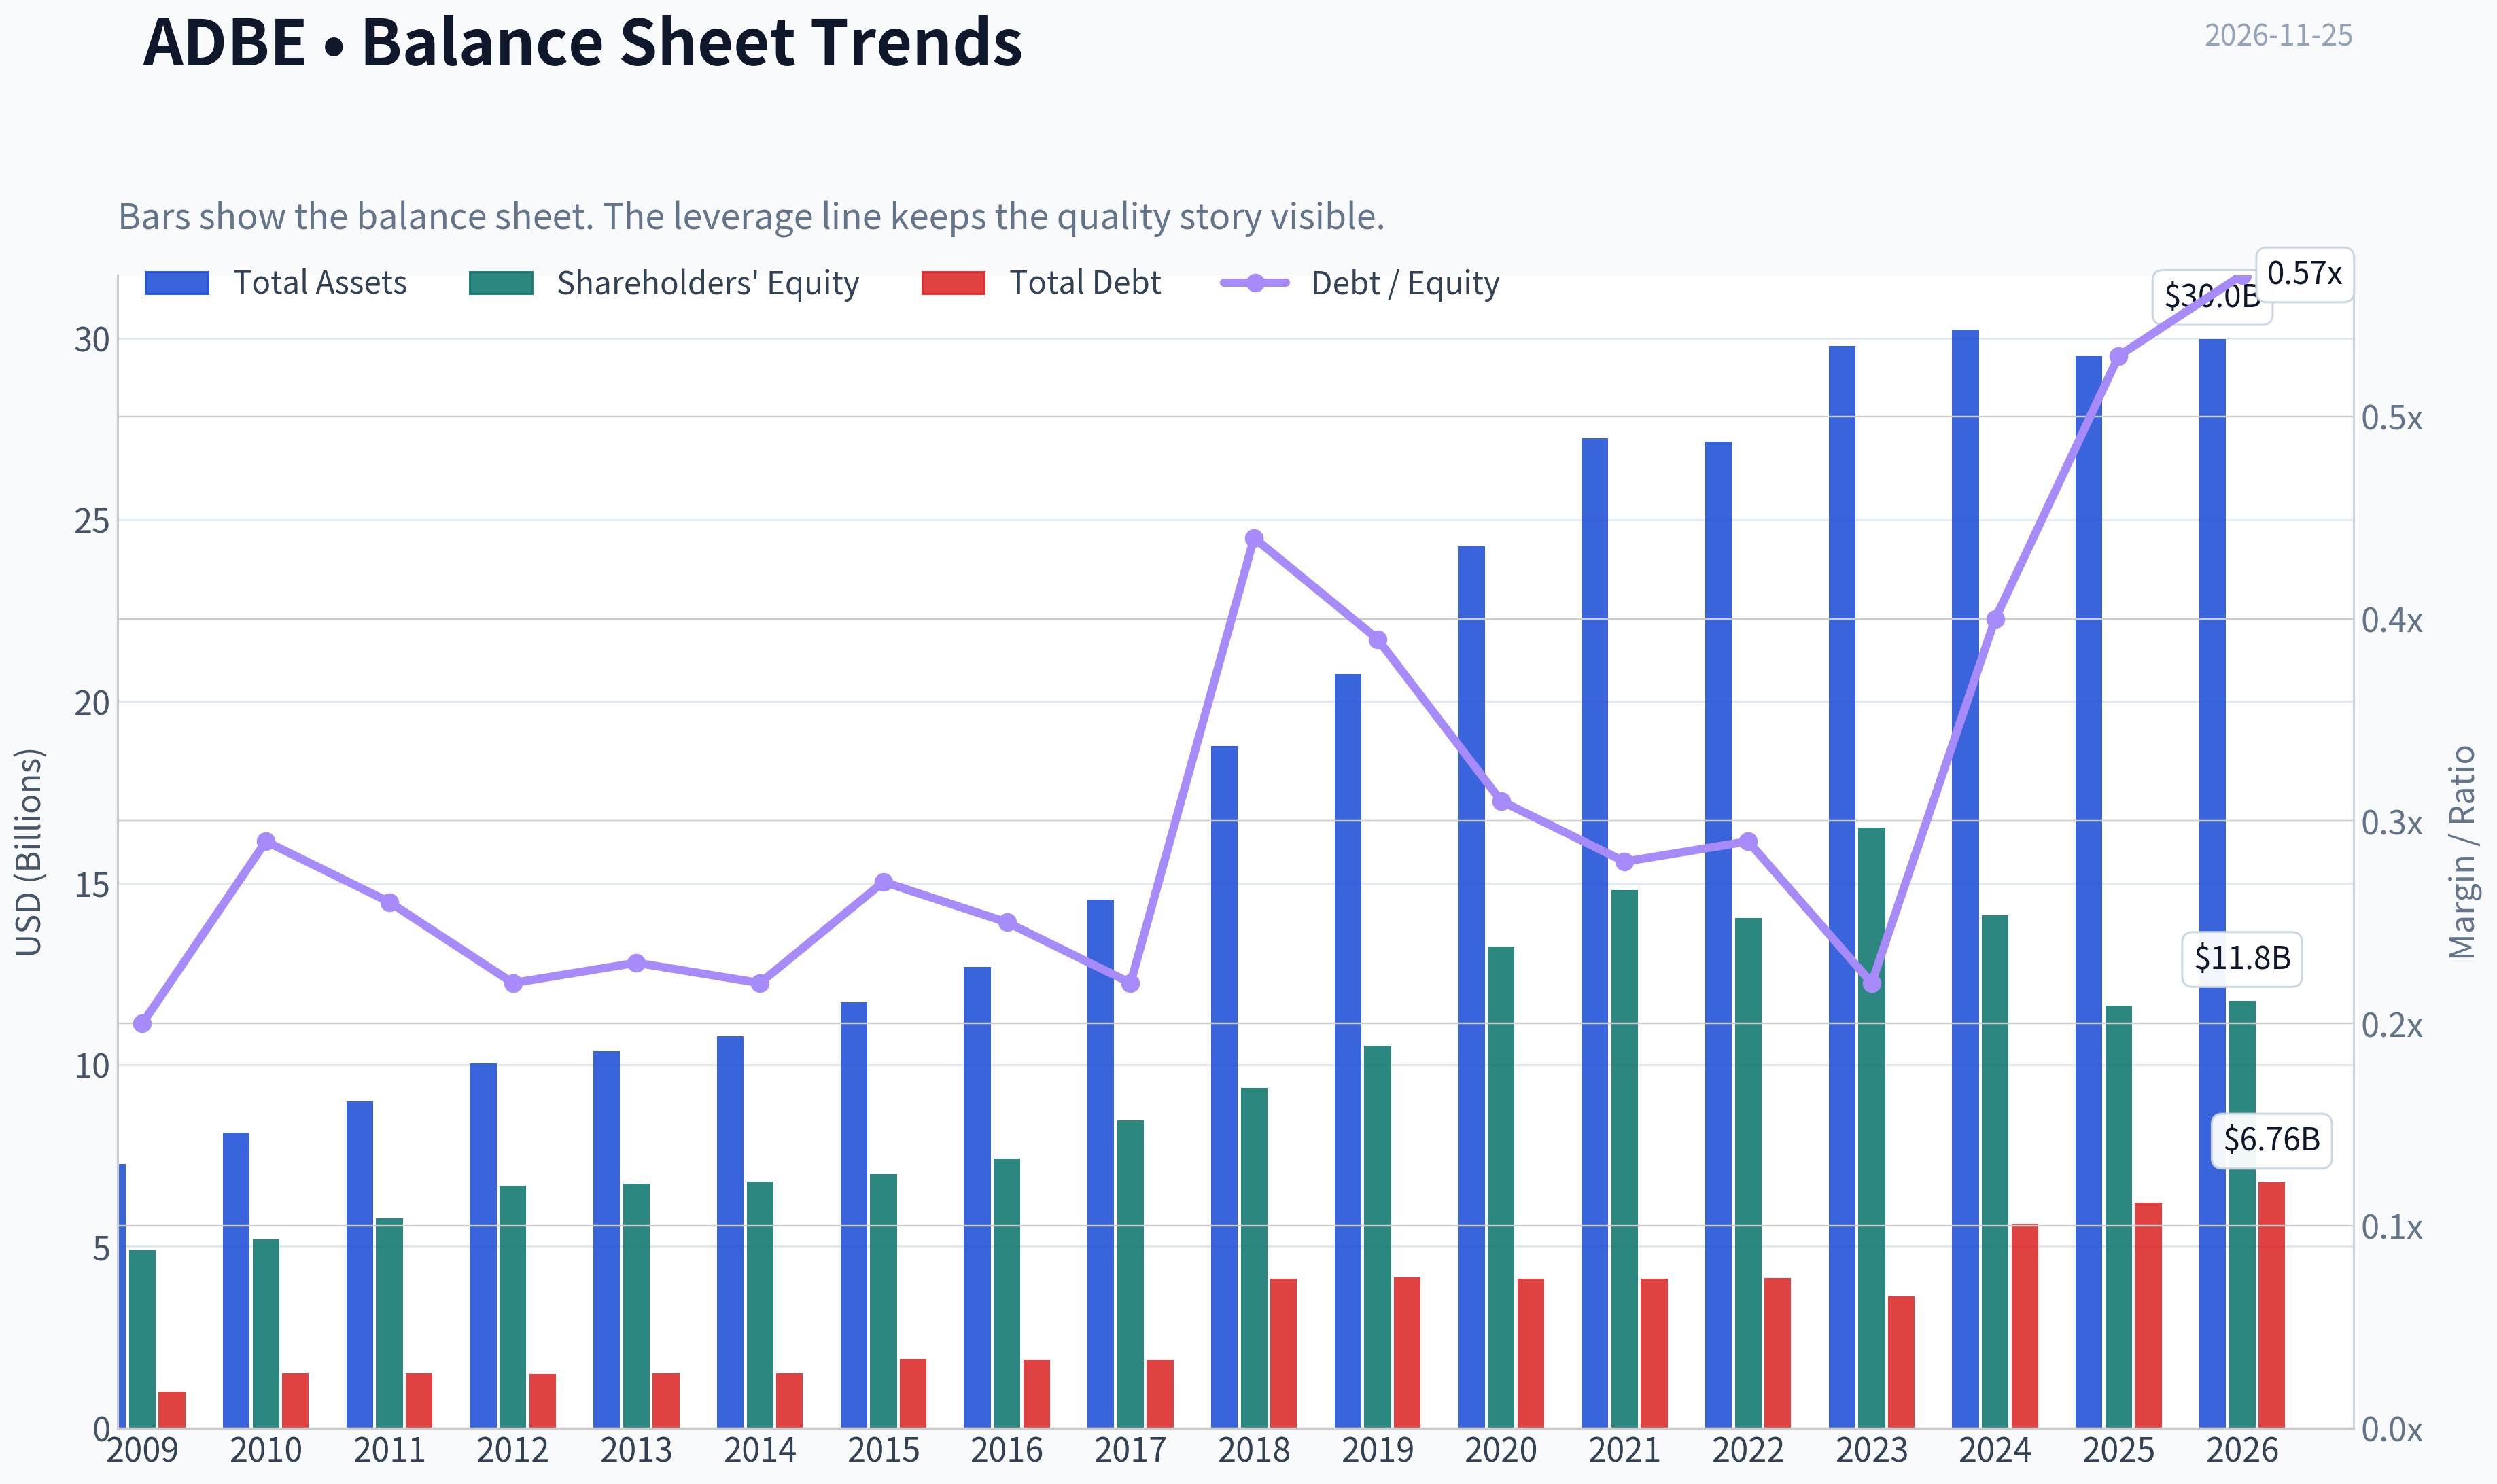 ADBE • Balance Sheet Trends
2026-11-25
Bars show the balance sheet. The leverage line keeps the quality story visible.
Total Assets
Shareholders' Equity
Total Debt
Debt / Equity
0.57x
$30.0B
$11.8B
$6.76B
USD (Billions)
30
25
20
15
10
5
0
Margin / Ratio
0.5x
0.4x
0.3x
0.2x
0.1x
0.0x
2009 2010 2011 2012 2013 2014 2015 2016 2017 2018 2019 2020 2021 2022 2023 2024 2025 2026